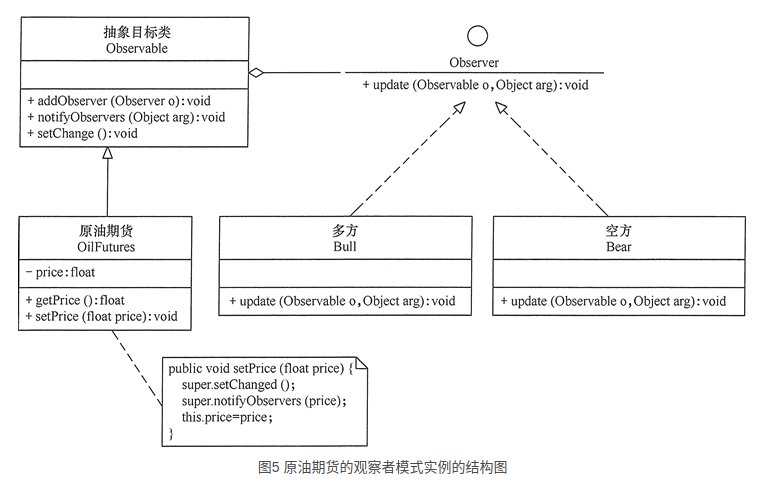 抽象目标类
Observable
+ addObserver (Observer o):void
+ notifyObservers (Object arg):void
+ setChange ():void
Observer
+ update (Observable o,Object arg):void
原油期货
OilFutures
− price:float
+ getPrice ():float
+ setPrice (float price):void
多方
Bull
+ update (Observable o,Object arg):void
空方
Bear
+ update (Observable o,Object arg):void
public void setPrice (float price) {
super.setChanged ();
super.notifyObservers (price);
this.price=price;
}
图5 原油期货的观察者模式实例的结构图